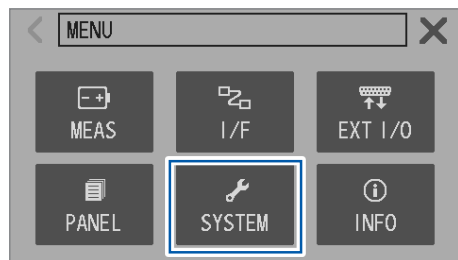 MENU
MEAS
I/F
EXT I/O
PANEL
SYSTEM
INFO